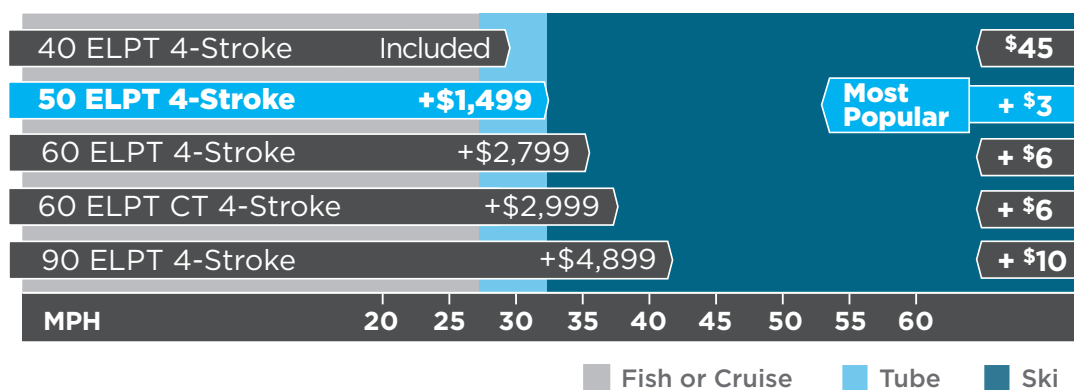 40 ELPT 4-Stroke Included $45
50 ELPT 4-Stroke +$1,499 Most Popular + $3
60 ELPT 4-Stroke +$2,799 + $6
60 ELPT CT 4-Stroke +$2,999 + $6
90 ELPT 4-Stroke +$4,899 + $10
MPH 20 25 30 35 40 45 50 55 60
Fish or Cruise Tube Ski